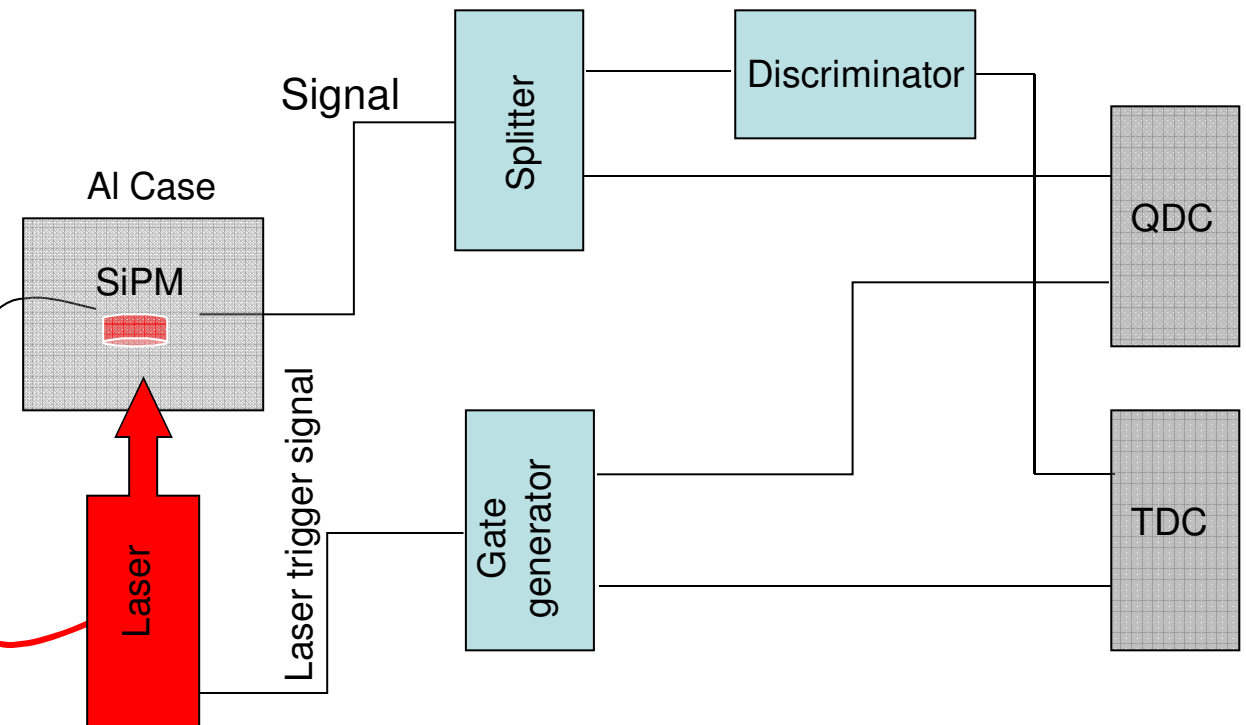 Signal
Splitter
Discriminator
QDC
Al Case
SiPM
Laser
Laser trigger signal
Gate
generator
TDC